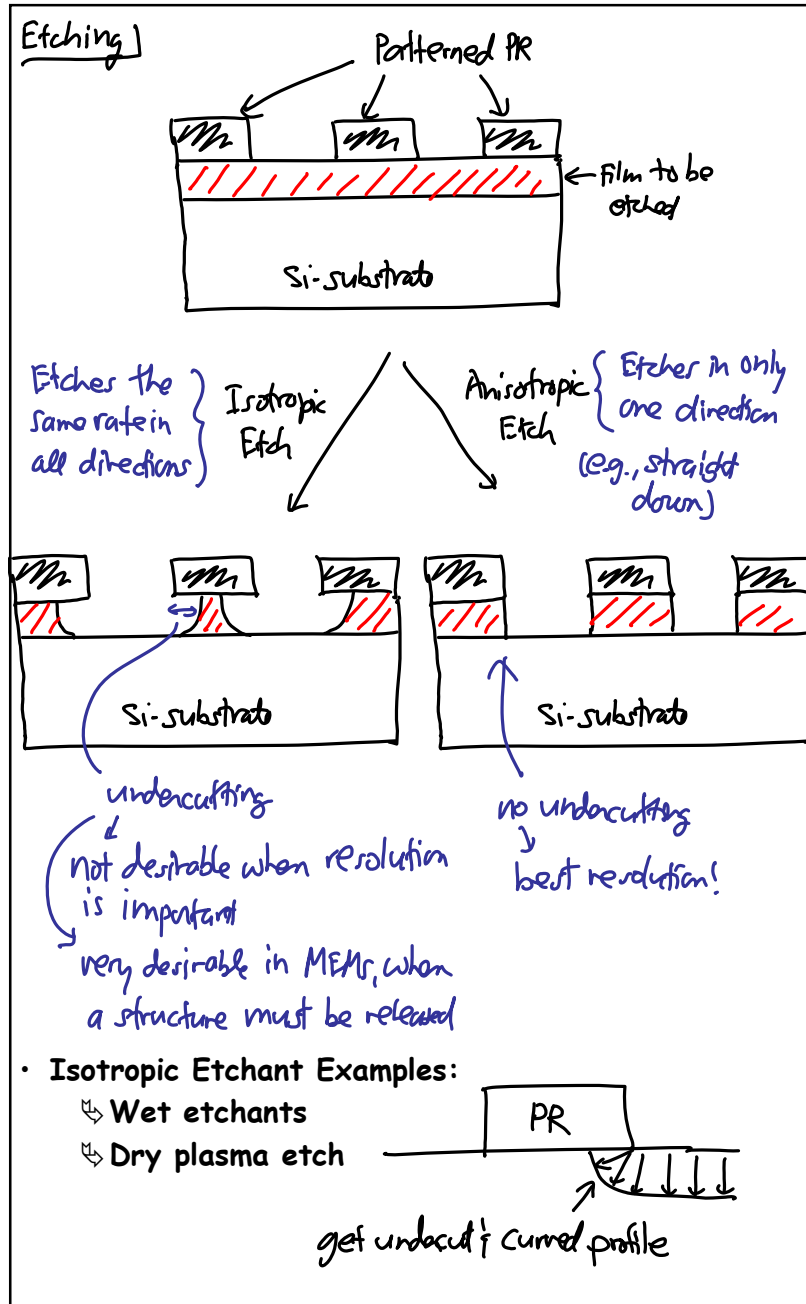 Etching
Patterned PR
Film to be
etched
Si-substrate
Etches the
same rate in
all directions
Isotropic
Etch
Anisotropic
Etch
Etches in only
one direction
(e.g., straight
down)
Si-substrate
Si-substrate
undercutting
not desirable when resolution
is important
very desirable in MEMs, when
a structure must be released
no undercutting
best resolution!
• Isotropic Etchant Examples:
Wet etchants
Dry plasma etch
PR
get undercut & curved profile